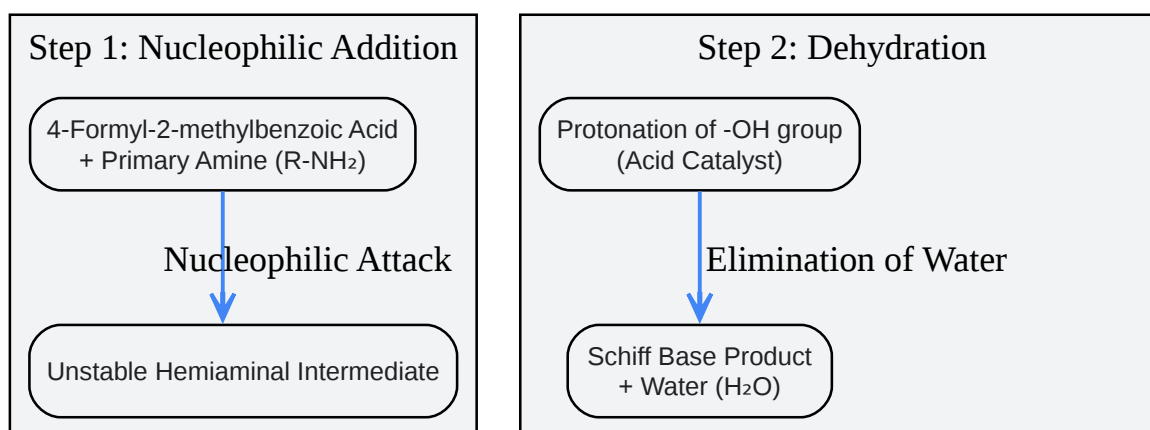 Step 1: Nucleophilic Addition
4-Formyl-2-methylbenzoic Acid
+ Primary Amine (R-NH₂)
Nucleophilic Attack
Unstable Hemiaminal Intermediate
Step 2: Dehydration
Protonation of -OH group
(Acid Catalyst)
Elimination of Water
Schiff Base Product
+ Water (H₂O)